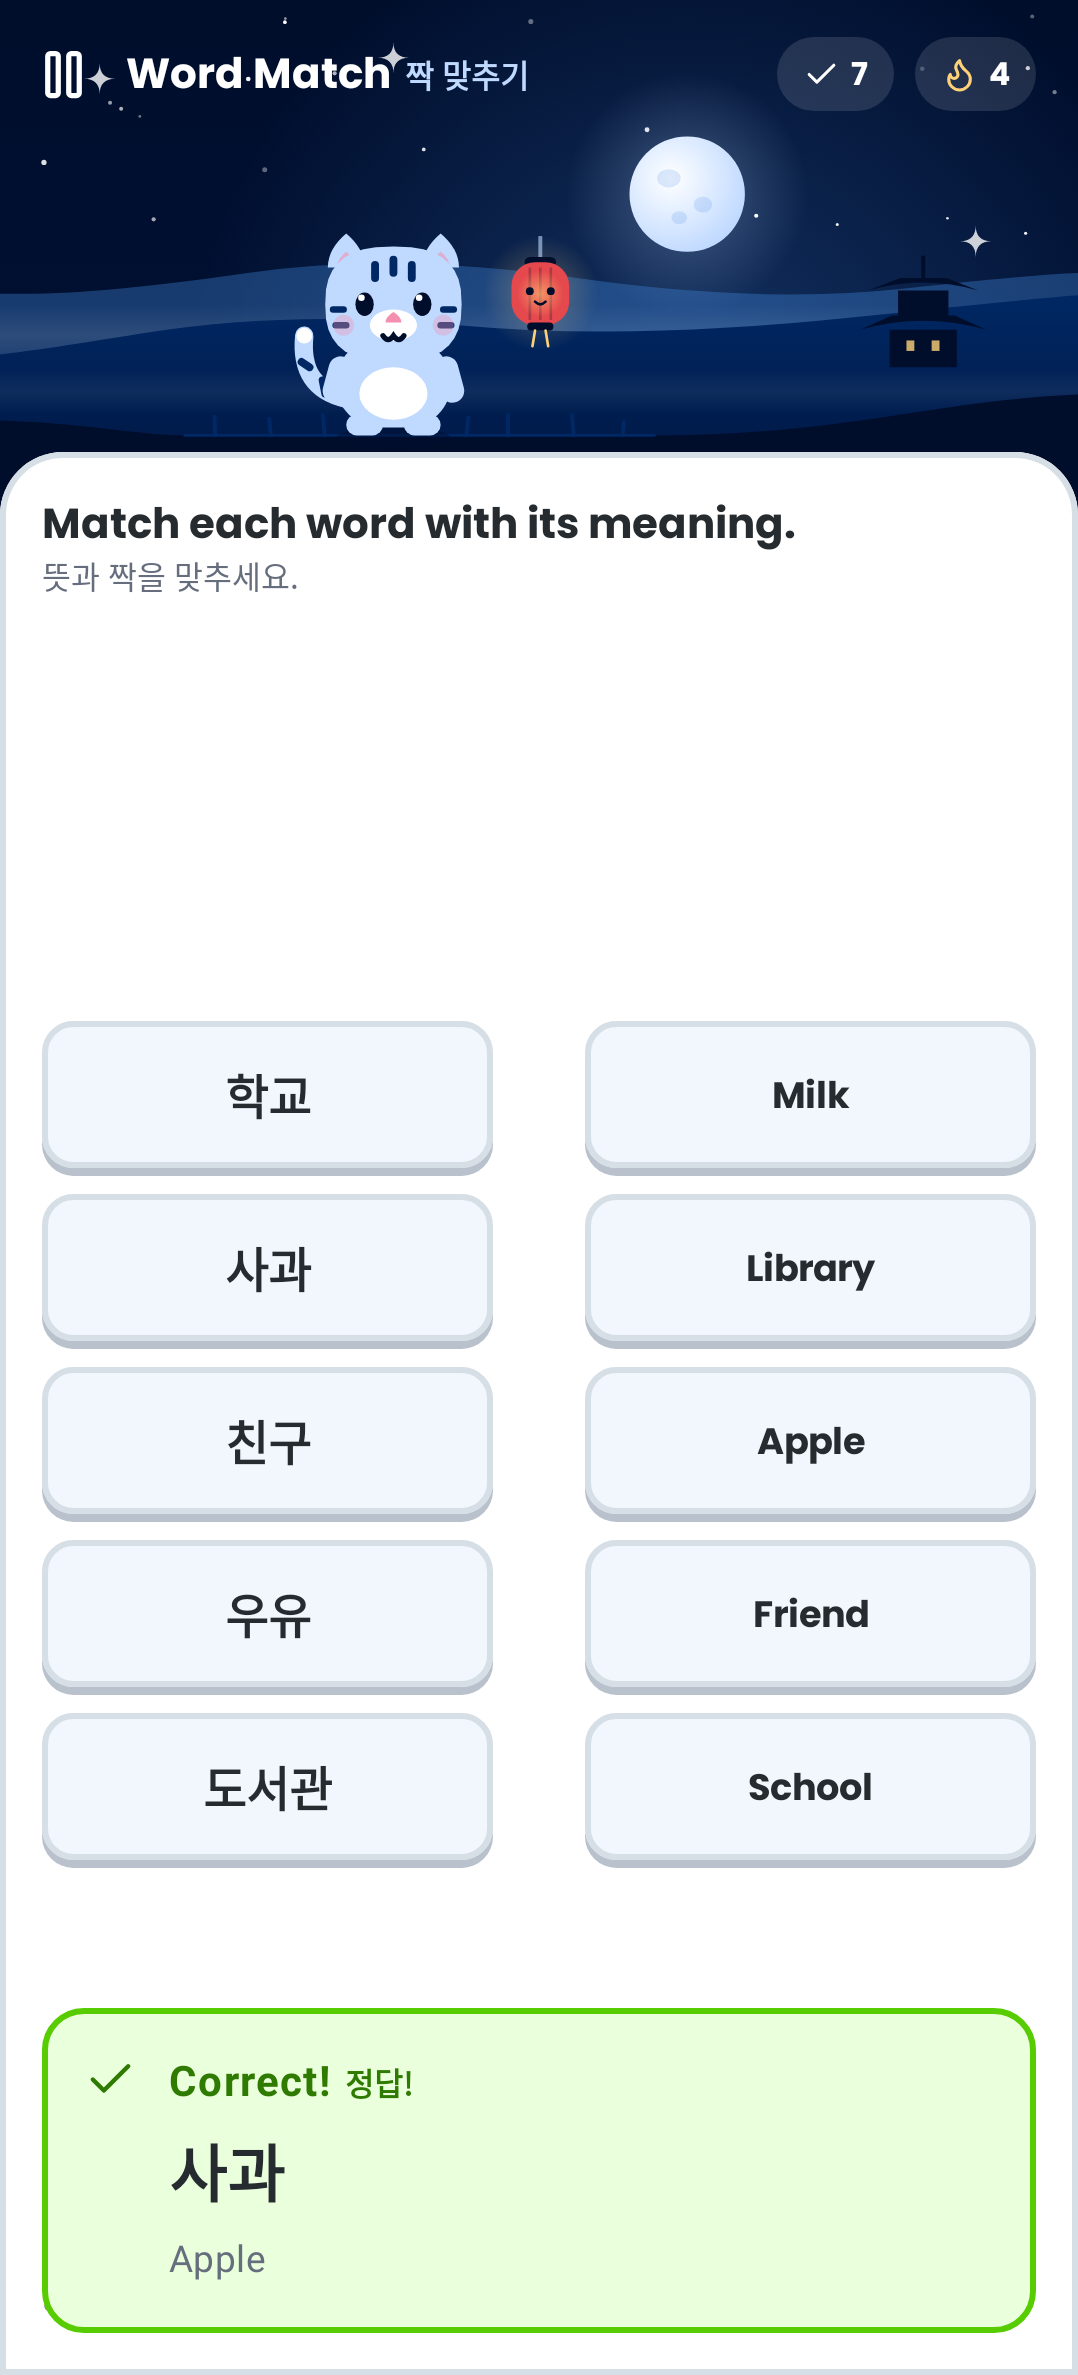 Word·Match 짝 맞추기 7 4
Match each word with its meaning.
뜻과 짝을 맞추세요.
학교 Milk
사과 Library
친구 Apple
우유 Friend
도서관 School
Correct! 정답!
사과
Apple